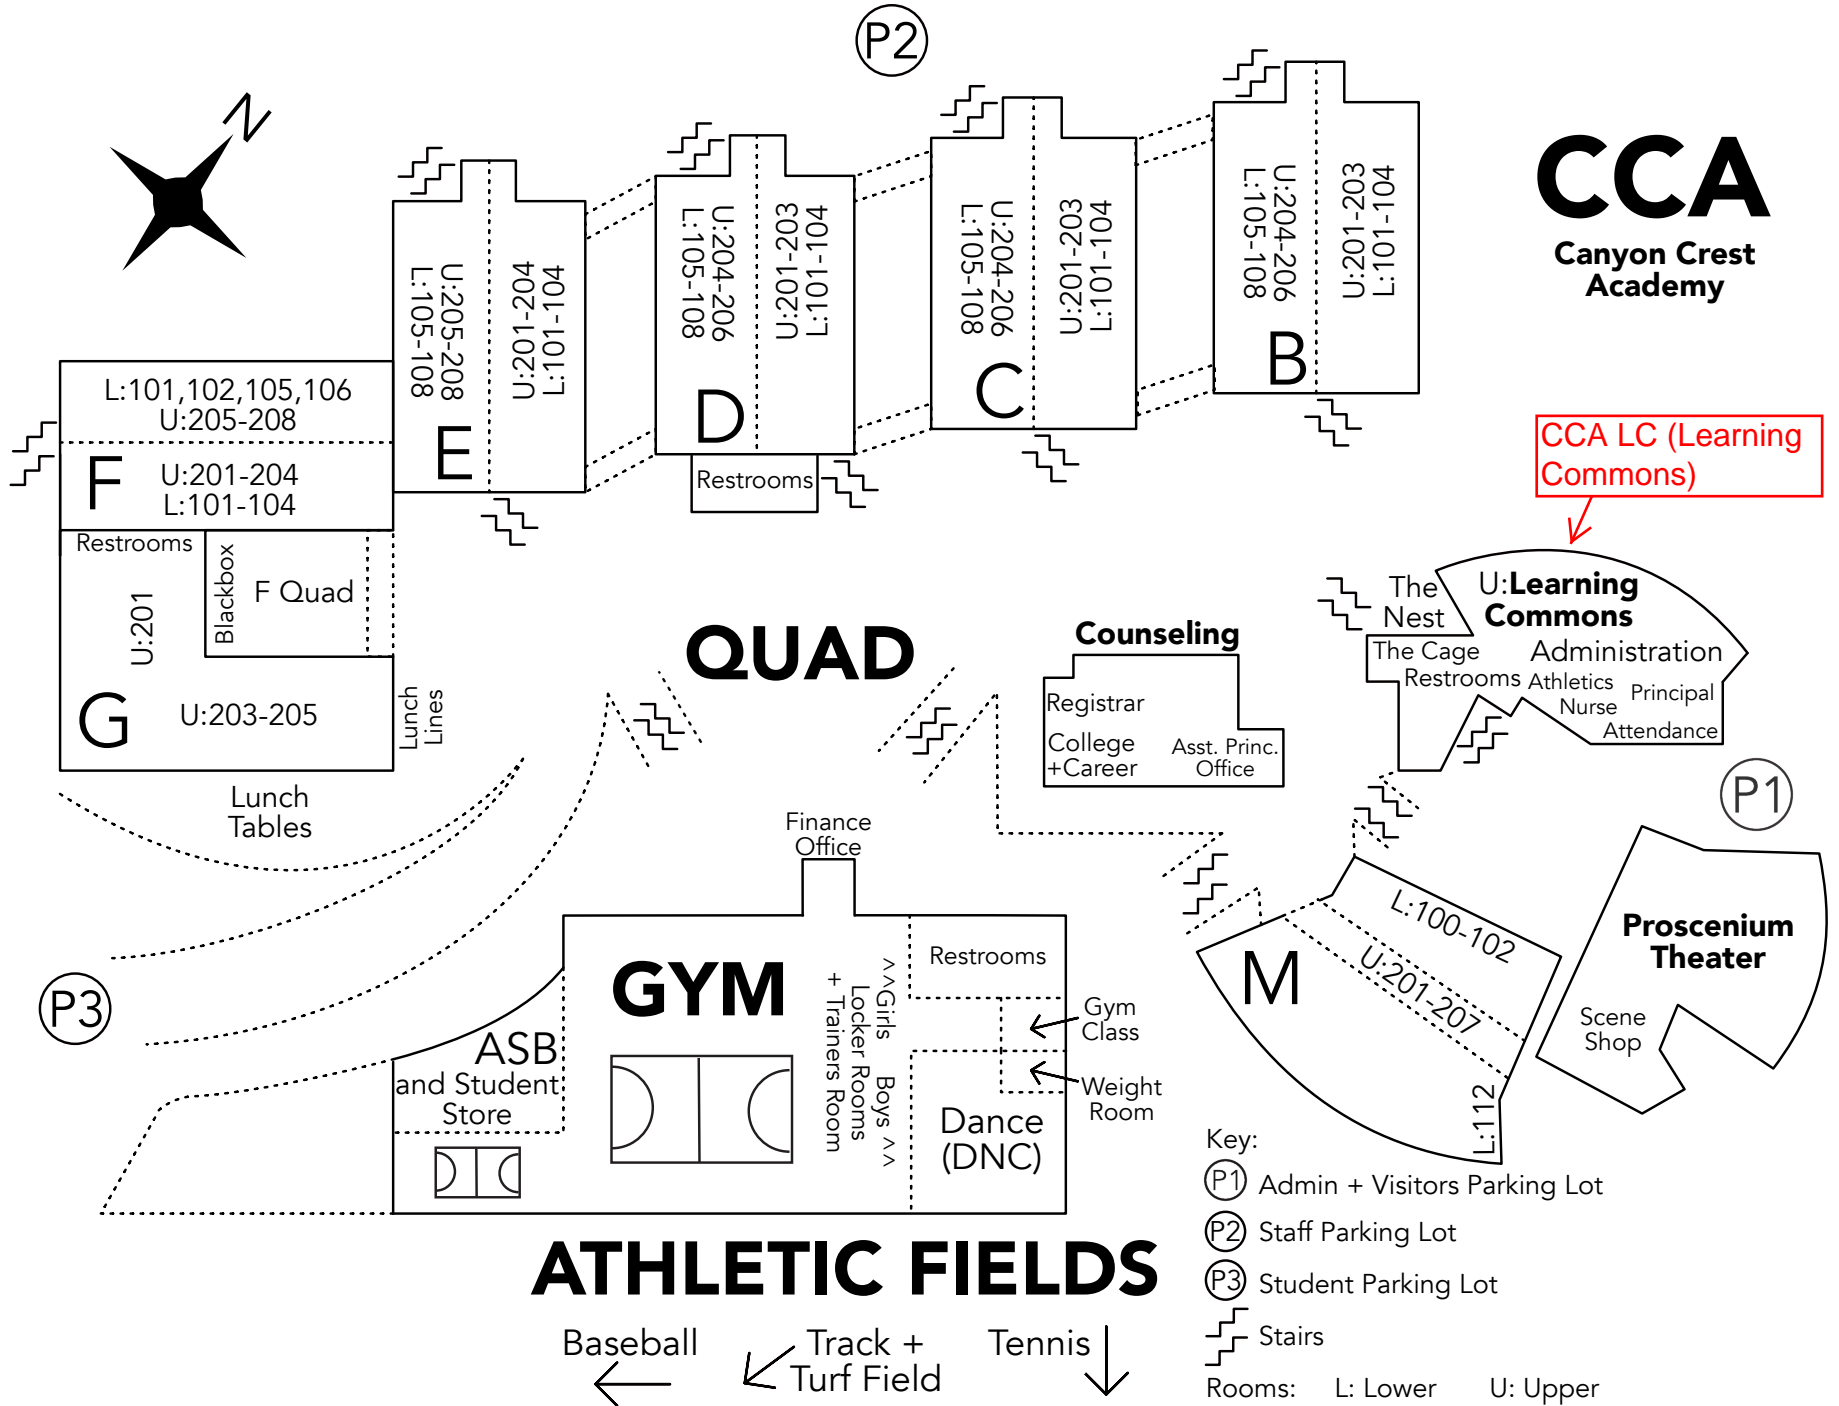 P2
N
CCA
Canyon Crest
Academy
U:205-208
L:105-108
U:201-204
L:101-104
E
U:204-206
L:105-108
U:201-203
L:101-104
D
Restrooms
U:204-206
L:105-108
U:201-203
L:101-104
C
U:204-206
L:105-108
U:201-203
L:101-104
B
L:101,102,105,106
U:205-208
F
U:201-204
L:101-104
Restrooms
Blackbox
F Quad
U:201
G
U:203-205
Lunch
Lines
Lunch
Tables
CCA LC (Learning
Commons)
The
Nest
U:Learning
Commons
The Cage
Administration
Restrooms
Athletics
Nurse
Principal
Attendance
QUAD
Counseling
Registrar
College
+Career
Asst. Princ.
Office
P1
Finance
Office
P3
GYM
ASB
and Student
Store
^^Girls Boys ^^
Locker Rooms
+ Trainers Room
Restrooms
Gym
Class
Weight
Room
Dance
(DNC)
M
L:100-102
U:201-207
L:112
Proscenium
Theater
Scene
Shop
ATHLETIC FIELDS
Baseball
Track +
Turf Field
Tennis
Key:
P1 Admin + Visitors Parking Lot
P2 Staff Parking Lot
P3 Student Parking Lot
Stairs
Rooms: L: Lower U: Upper